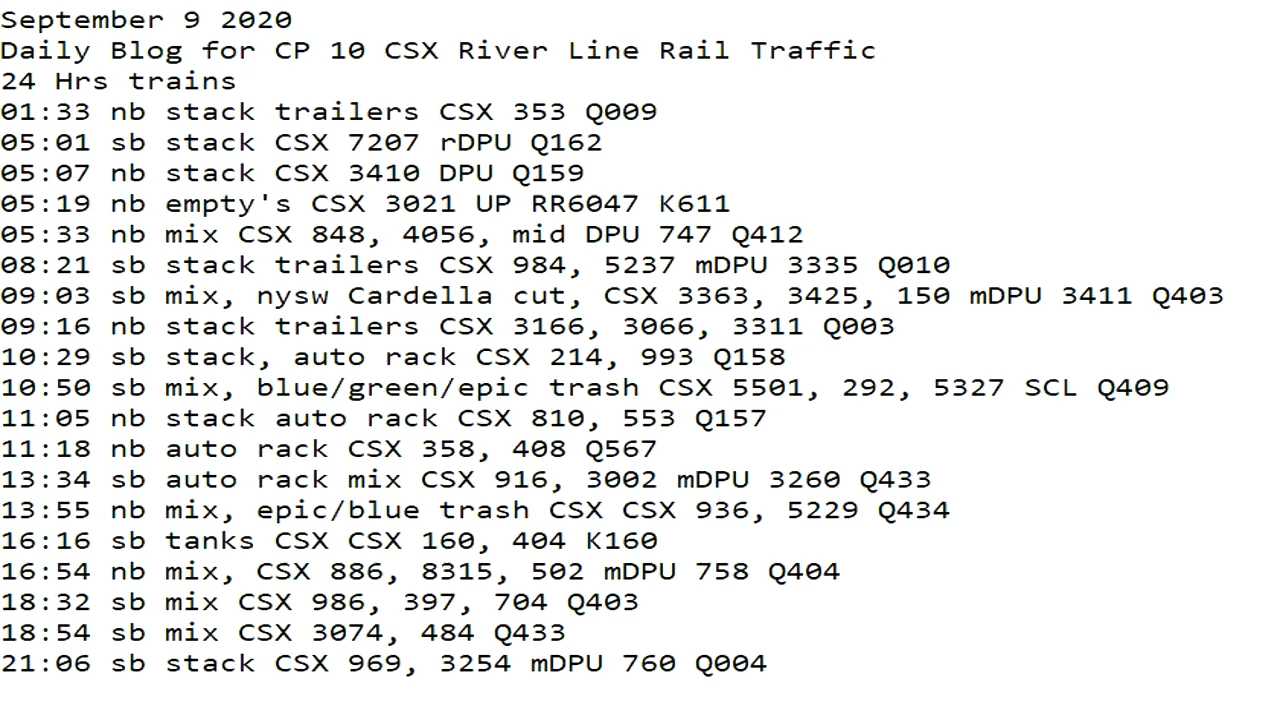 September 9 2020
Daily Blog for CP 10 CSX River Line Rail Traffic
24 Hrs trains
01:33 nb stack trailers CSX 353 Q009
05:01 sb stack CSX 7207 rDPU Q162
05:07 nb stack CSX 3410 DPU Q159
05:19 nb empty's CSX 3021 UP RR6047 K611
05:33 nb mix CSX 848, 4056, mid DPU 747 Q412
08:21 sb stack trailers CSX 984, 5237 mDPU 3335 Q010
09:03 sb mix, nysw Cardella cut, CSX 3363, 3425, 150 mDPU 3411 Q403
09:16 nb stack trailers CSX 3166, 3066, 3311 Q003
10:29 sb stack, auto rack CSX 214, 993 Q158
10:50 sb mix, blue/green/epic trash CSX 5501, 292, 5327 SCL Q409
11:05 nb stack auto rack CSX 810, 553 Q157
11:18 nb auto rack CSX 358, 408 Q567
13:34 sb auto rack mix CSX 916, 3002 mDPU 3260 Q433
13:55 nb mix, epic/blue trash CSX CSX 936, 5229 Q434
16:16 sb tanks CSX CSX 160, 404 K160
16:54 nb mix, CSX 886, 8315, 502 mDPU 758 Q404
18:32 sb mix CSX 986, 397, 704 Q403
18:54 sb mix CSX 3074, 484 Q433
21:06 sb stack CSX 969, 3254 mDPU 760 Q004